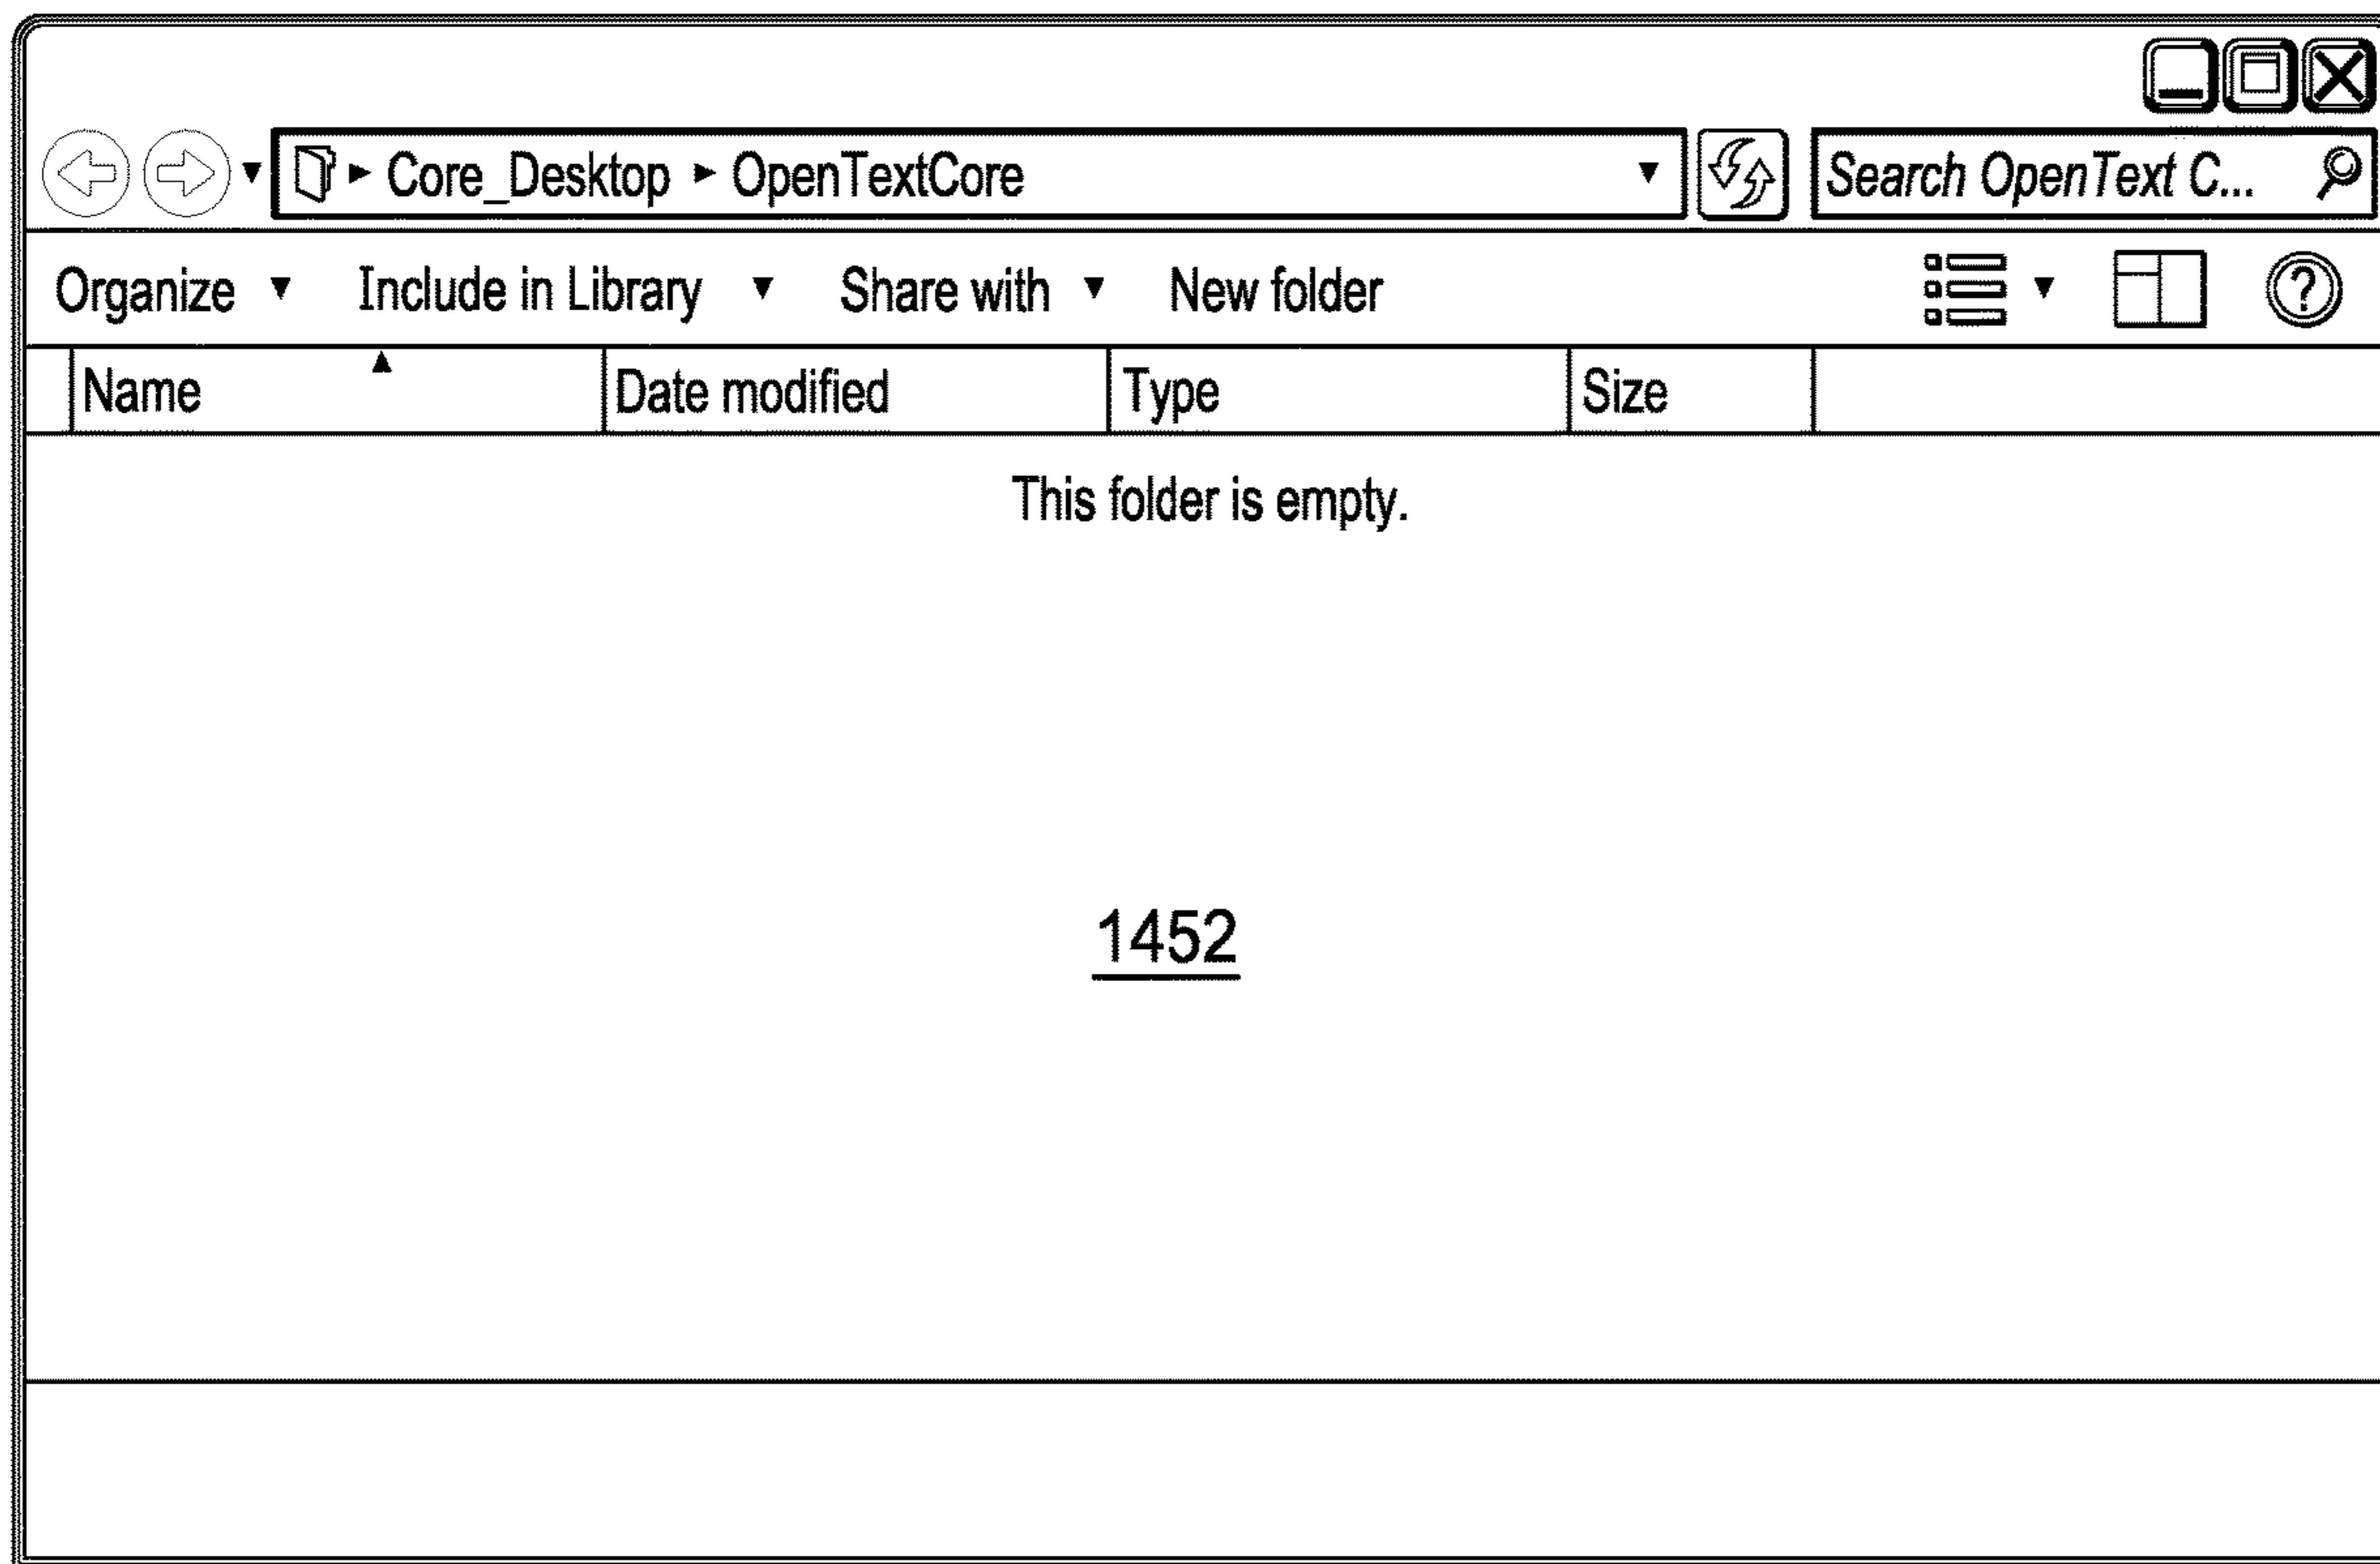 Core_Desktop ► OpenTextCore
Search OpenText C...
Organize ▼ Include in Library ▼ Share with ▼ New folder
Name Date modified Type Size
This folder is empty.
1452